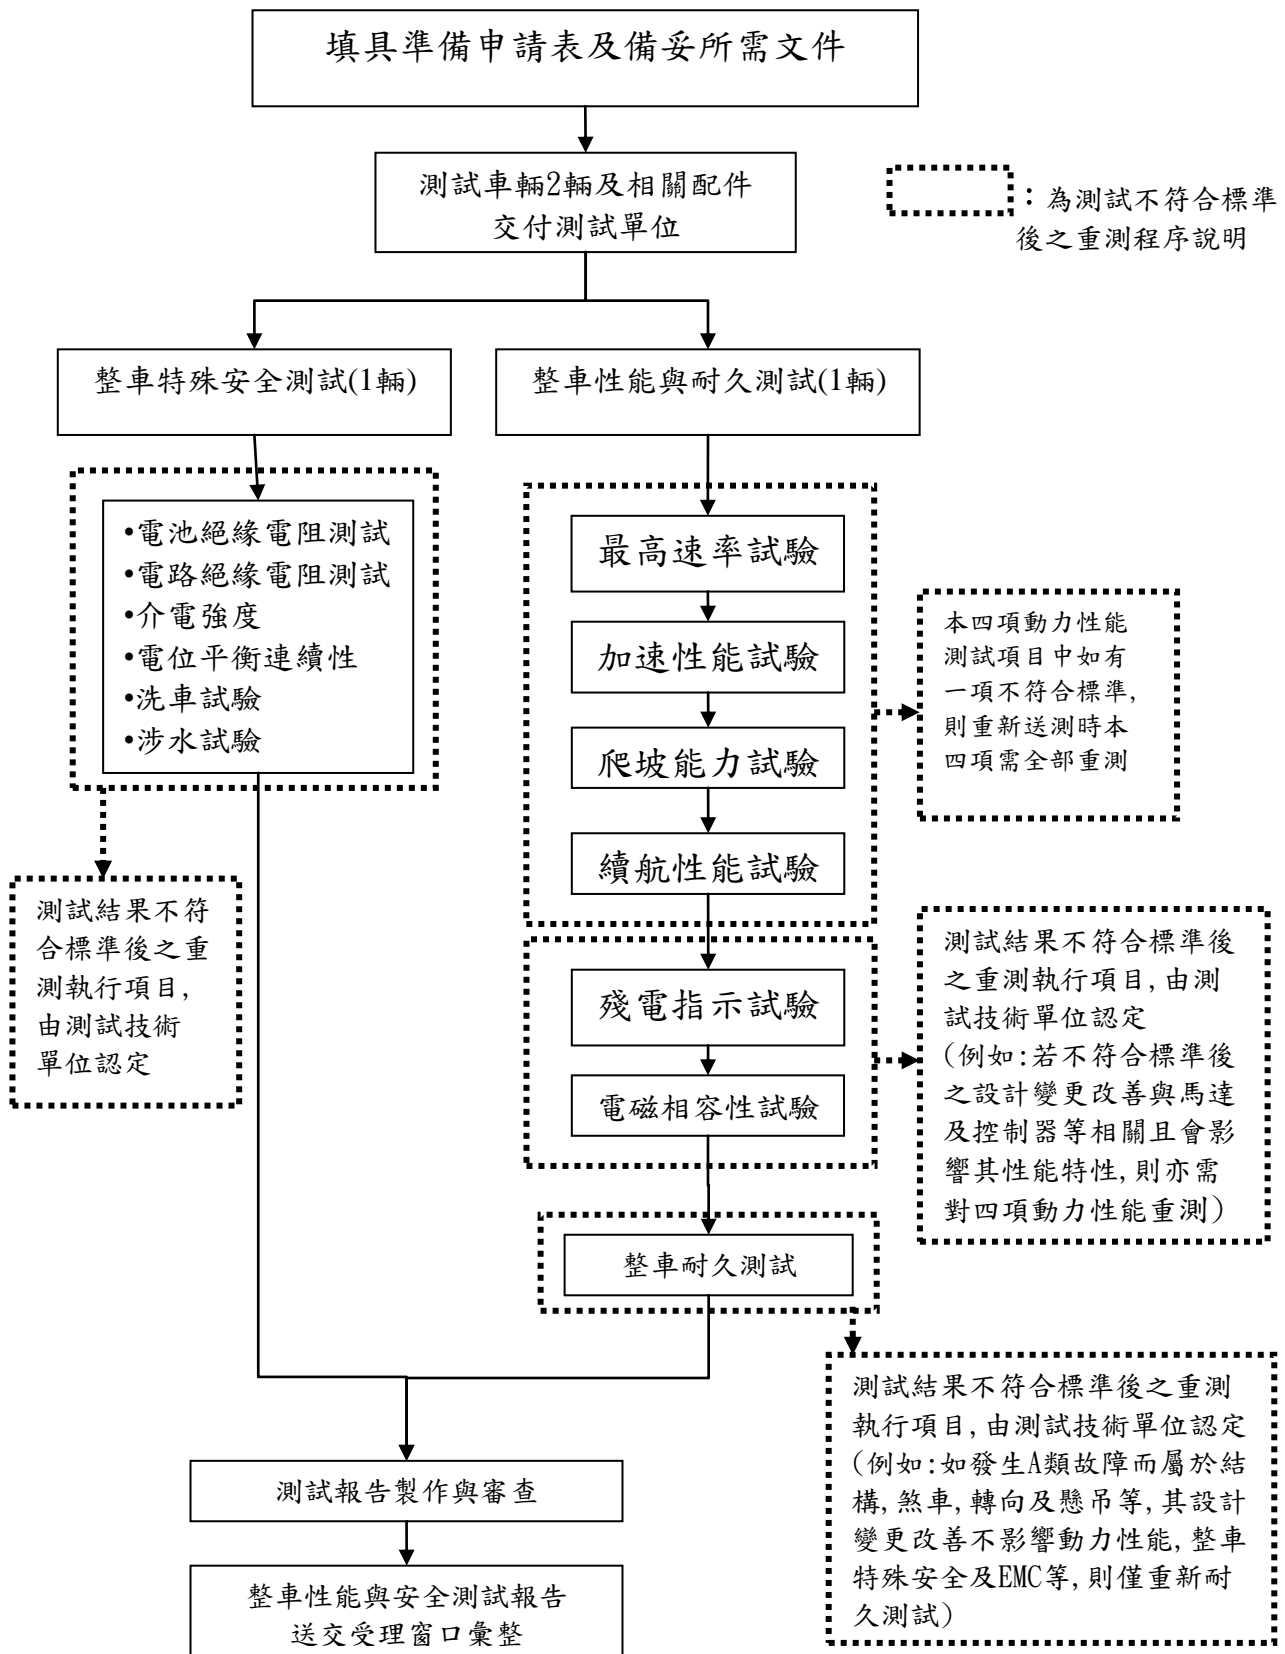 填具準備申請表及備妥所需文件
測試車輛2輛及相關配件
交付測試單位
：為測試不符合標準
後之重測程序說明
整車特殊安全測試(1輛)
整車性能與耐久測試(1輛)
•電池絕緣電阻測試
•電路絕緣電阻測試
•介電強度
•電位平衡連續性
•洗車試驗
•涉水試驗
測試結果不符
合標準後之重
測執行項目,
由測試技術
單位認定
最高速率試驗
加速性能試驗
爬坡能力試驗
續航性能試驗
本四項動力性能
測試項目中如有
一項不符合標準,
則重新送測時本
四項需全部重測
殘電指示試驗
電磁相容性試驗
測試結果不符合標準後
之重測執行項目,由測
試技術單位認定
(例如:若不符合標準後
之設計變更改善與馬達
及控制器等相關且會影
響其性能特性,則亦需
對四項動力性能重測)
整車耐久測試
測試結果不符合標準後之重測
執行項目,由測試技術單位認定
(例如:如發生A類故障而屬於結
構,煞車,轉向及懸吊等,其設計
變更改善不影響動力性能,整車
特殊安全及EMC等,則僅重新耐
久測試)
測試報告製作與審查
整車性能與安全測試報告
送交受理窗口彙整